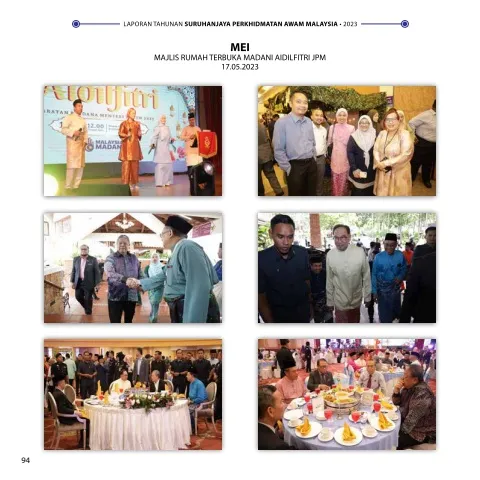 LAPORAN TAHUNAN SURUHANJAYA PERKHIDMATAN AWAM MALAYSIA • 2023
MEI
MAJLIS RUMAH TERBUKA MADANI AIDILFITRI JPM
17.05.2023
Aidilfitri
MALAYSIA
MADANI
94